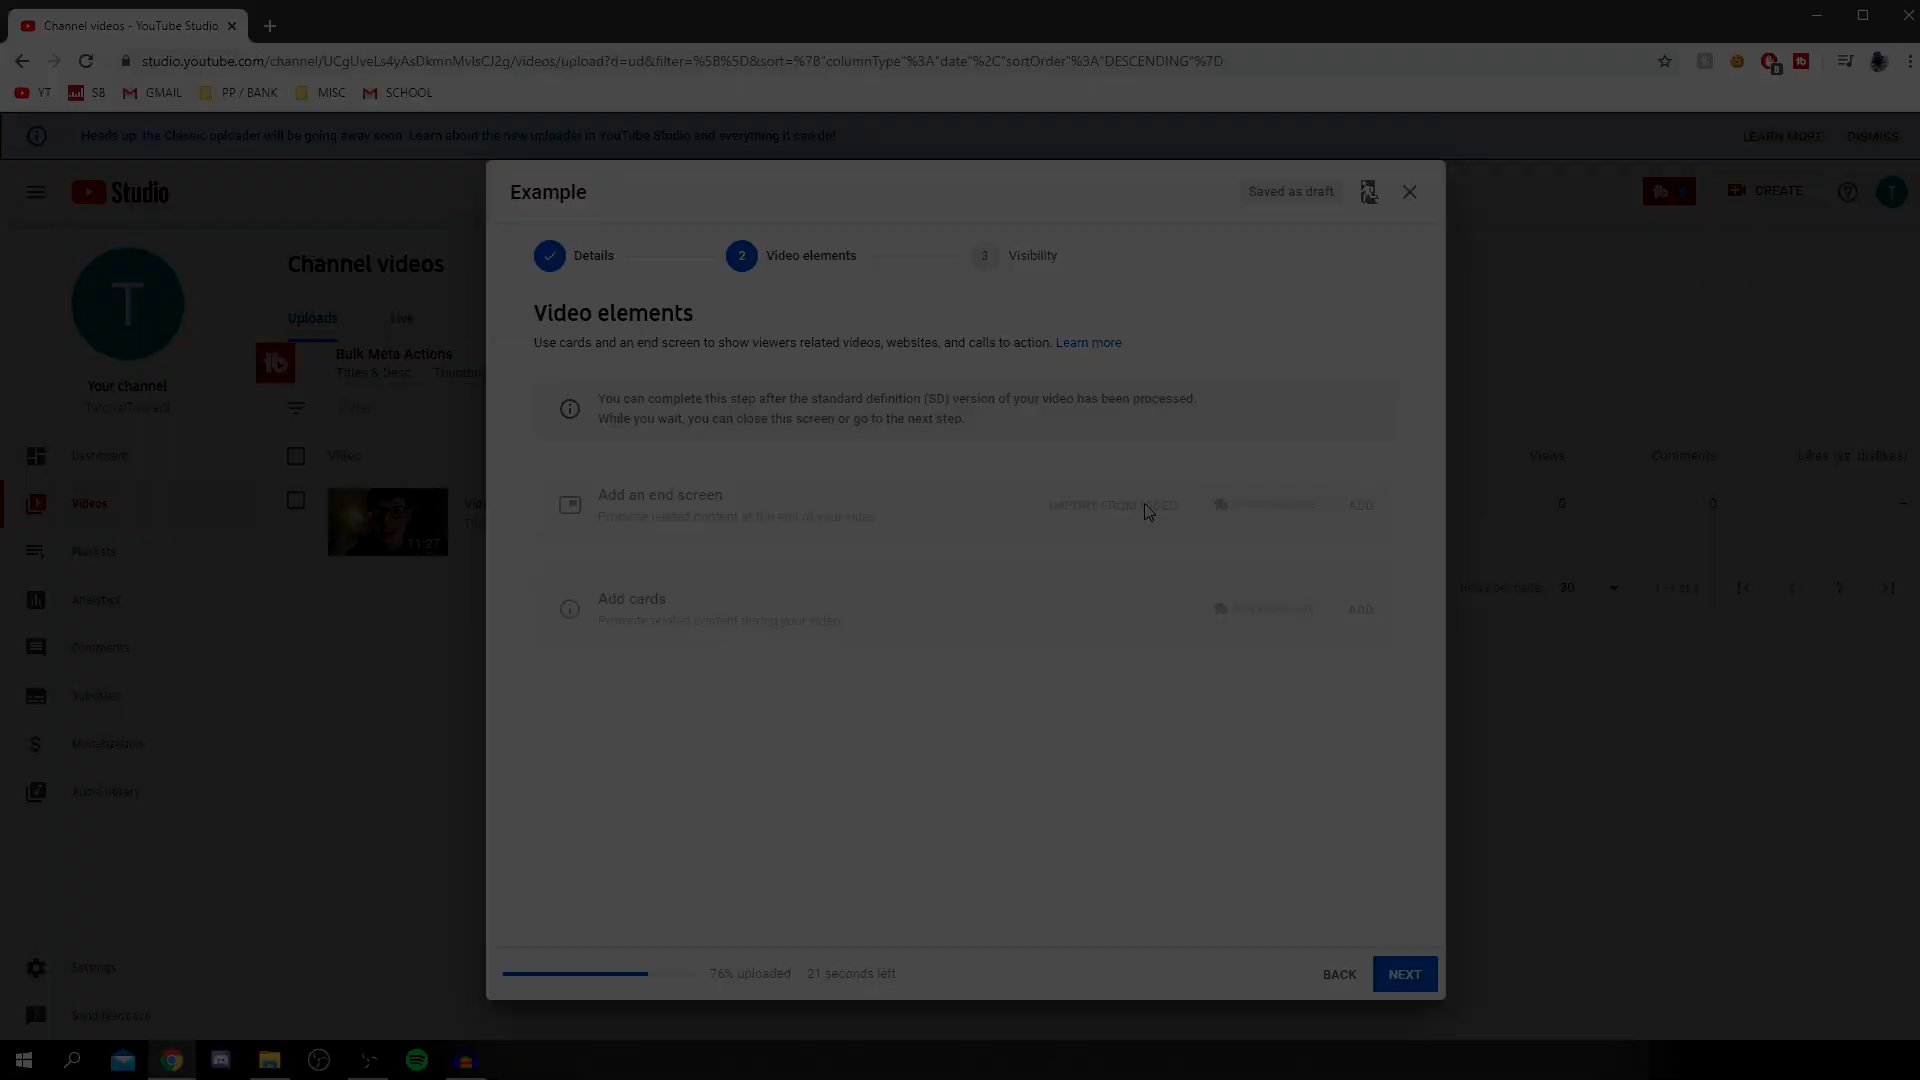 Channel videos - YouTube Studio
studio.youtube.com/channel/UCgUveLs4yAsDkmnMvIsCJ2g/videos/upload?d=ud&filter=%5B%5D&sort=%7B"columnType"%3A"date"%2C"sortOrder"%3A"DESCENDING"%7D
YT SB GMAIL PP / BANK MISC SCHOOL
Heads up, the Classic uploader will be going away soon. Learn about the new uploader in YouTube Studio and everything it can do!
LEARN MORE DISMISS
Studio
CREATE
T
Example
Saved as draft
Details
2 Video elements
3 Visibility
Video elements
Use cards and an end screen to show viewers related videos, websites, and calls to action. Learn more
You can complete this step after the standard definition (SD) version of your video has been processed.
While you wait, you can close this screen or go to the next step.
Add an end screen
Promote related content at the end of your video
IMPORT FROM VIDEO
ADD
Add cards
Promote related content during your video
ADD
76% uploaded 21 seconds left
BACK
NEXT
T
Your channel
Dashboard
Videos
Playlists
Analytics
Comments
Subtitles
Monetization
Audio library
Settings
Send feedback
Channel videos
Uploads
Live
Bulk Meta Actions
Titles & Desc.
Filter
Video
11:27
Views
Comments
Likes (vs. dislikes)
0
0
–
Rows per page: 30